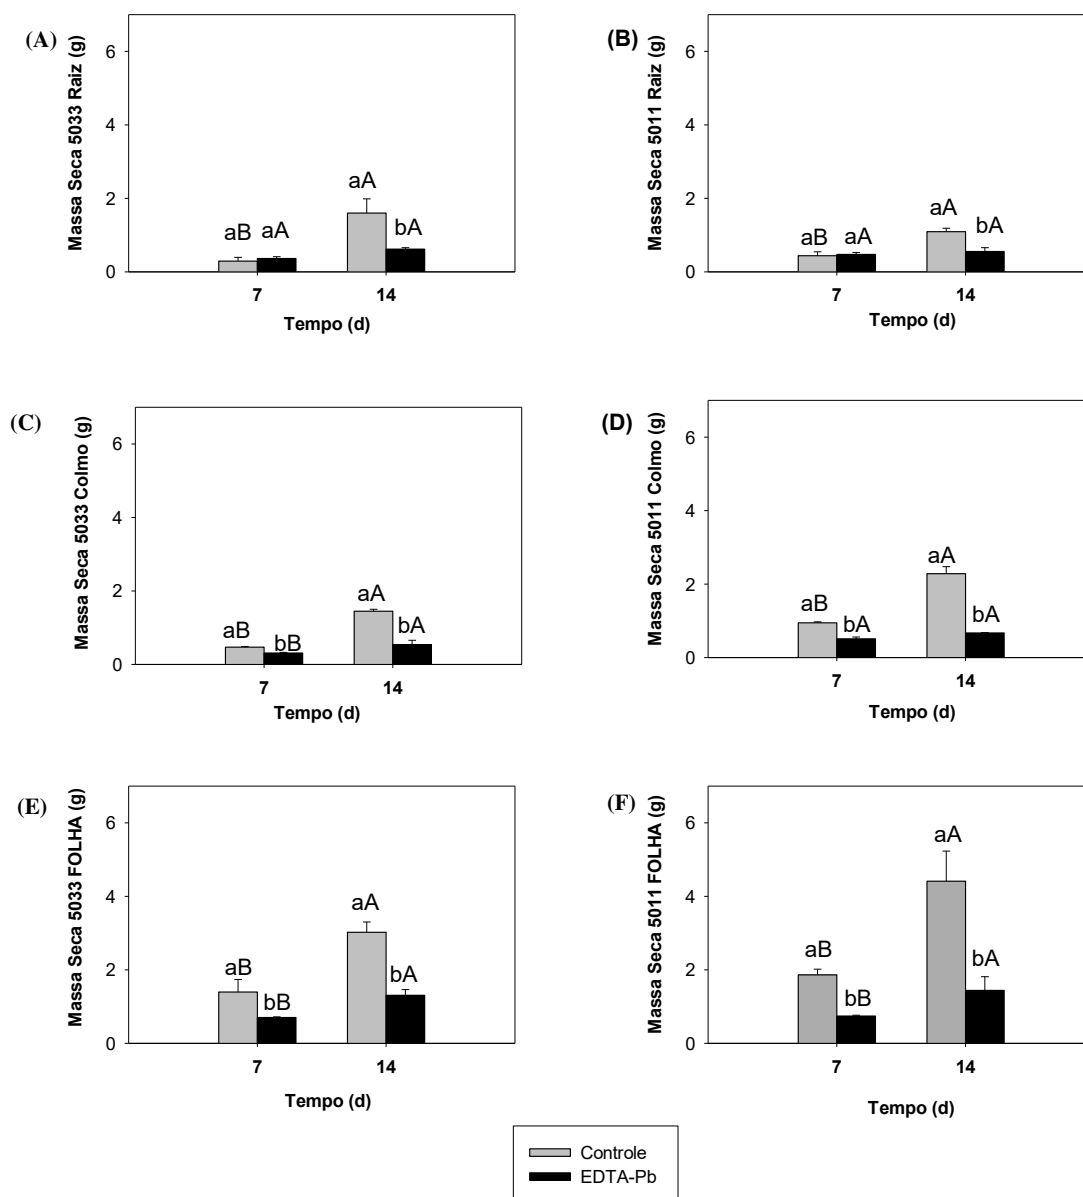 (A)
Massa Seca 5033 Raiz (g)
6
4
2
0
aB
aA
aA
bA
7
14
Tempo (d)
(B)
Massa Seca 5011 Raiz (g)
6
4
2
0
aB
aA
aA
bA
7
14
Tempo (d)
(C)
Massa Seca 5033 Colmo (g)
6
4
2
0
aB
bB
aA
bA
7
14
Tempo (d)
(D)
Massa Seca 5011 Colmo (g)
6
4
2
0
aB
bA
aA
bA
7
14
Tempo (d)
(E)
Massa Seca 5033 FOLHA (g)
6
4
2
0
aB
bB
aA
bA
7
14
Tempo (d)
(F)
Massa Seca 5011 FOLHA (g)
6
4
2
0
aB
bB
aA
bA
7
14
Tempo (d)
Controle
EDTA-Pb